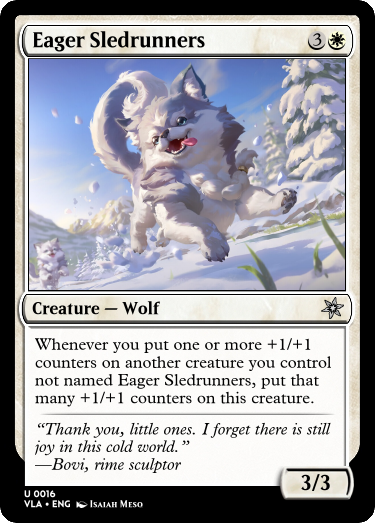 Eager Sledrunners 3
Creature — Wolf
Whenever you put one or more +1/+1
counters on another creature you control
not named Eager Sledrunners, put that
many +1/+1 counters on this creature.
“Thank you, little ones. I forget there is still
joy in this cold world.”
—Bovi, rime sculptor
3/3
U 0016
VLA • ENG Isaiah Meso